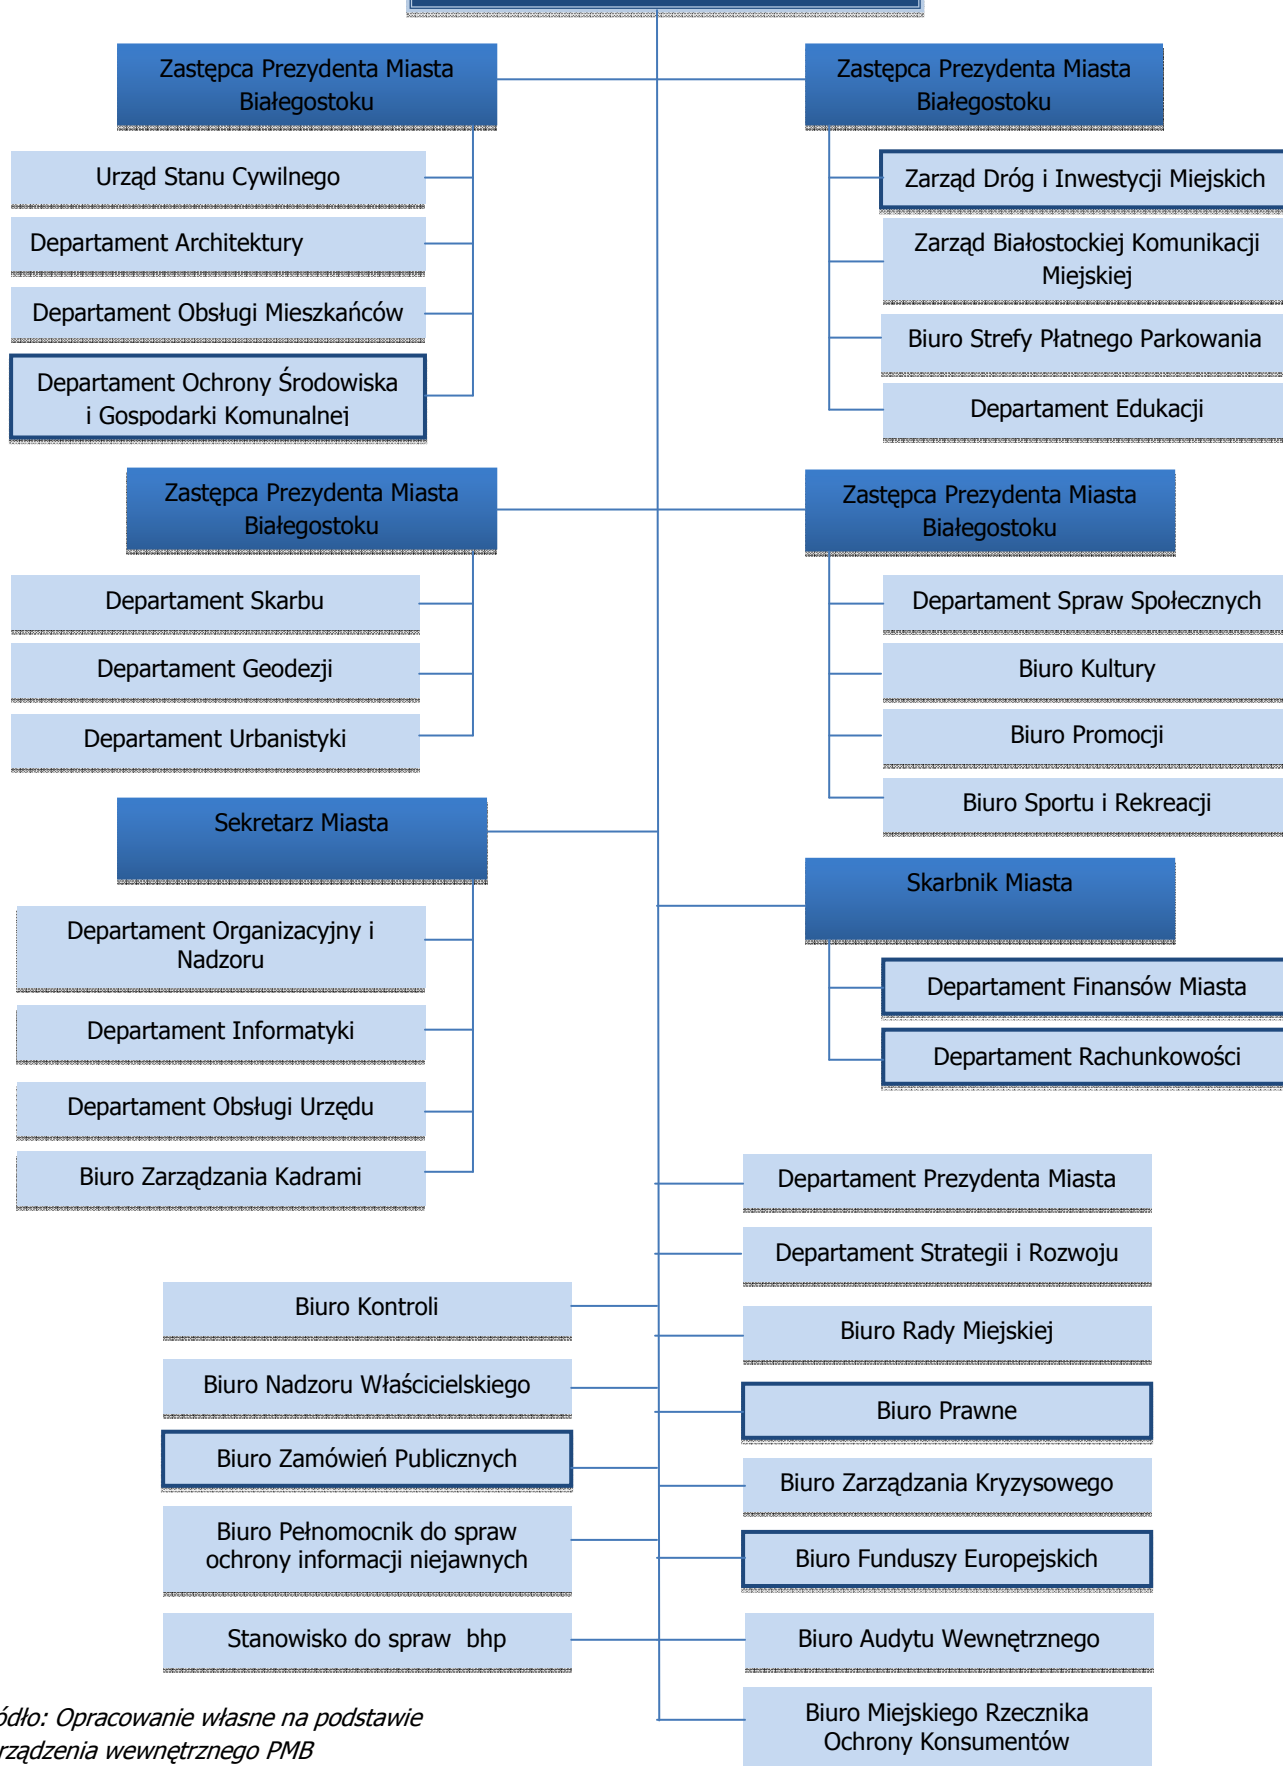 Zastępca Prezydenta Miasta
Białegostoku
Urząd Stanu Cywilnego
Departament Architektury
Departament Obsługi Mieszkańców
Departament Ochrony Środowiska
i Gospodarki Komunalnej
Zastępca Prezydenta Miasta
Białegostoku
Zarząd Dróg i Inwestycji Miejskich
Zarząd Białostockiej Komunikacji
Miejskiej
Biuro Strefy Płatnego Parkowania
Departament Edukacji
Zastępca Prezydenta Miasta
Białegostoku
Departament Skarbu
Departament Geodezji
Departament Urbanistyki
Zastępca Prezydenta Miasta
Białegostoku
Departament Spraw Społecznych
Biuro Kultury
Biuro Promocji
Biuro Sportu i Rekreacji
Sekretarz Miasta
Departament Organizacyjny i
Nadzoru
Departament Informatyki
Departament Obsługi Urzędu
Biuro Zarządzania Kadrami
Skarbnik Miasta
Departament Finansów Miasta
Departament Rachunkowości
Biuro Kontroli
Biuro Nadzoru Właścicielskiego
Biuro Zamówień Publicznych
Biuro Pełnomocnik do spraw
ochrony informacji niejawnych
Stanowisko do spraw bhp
Departament Prezydenta Miasta
Departament Strategii i Rozwoju
Biuro Rady Miejskiej
Biuro Prawne
Biuro Zarządzania Kryzysowego
Biuro Funduszy Europejskich
Biuro Audytu Wewnętrznego
Biuro Miejskiego Rzecznika
Ochrony Konsumentów
ódło: Opracowanie własne na podstawie
rządzenia wewnętrznego PMB